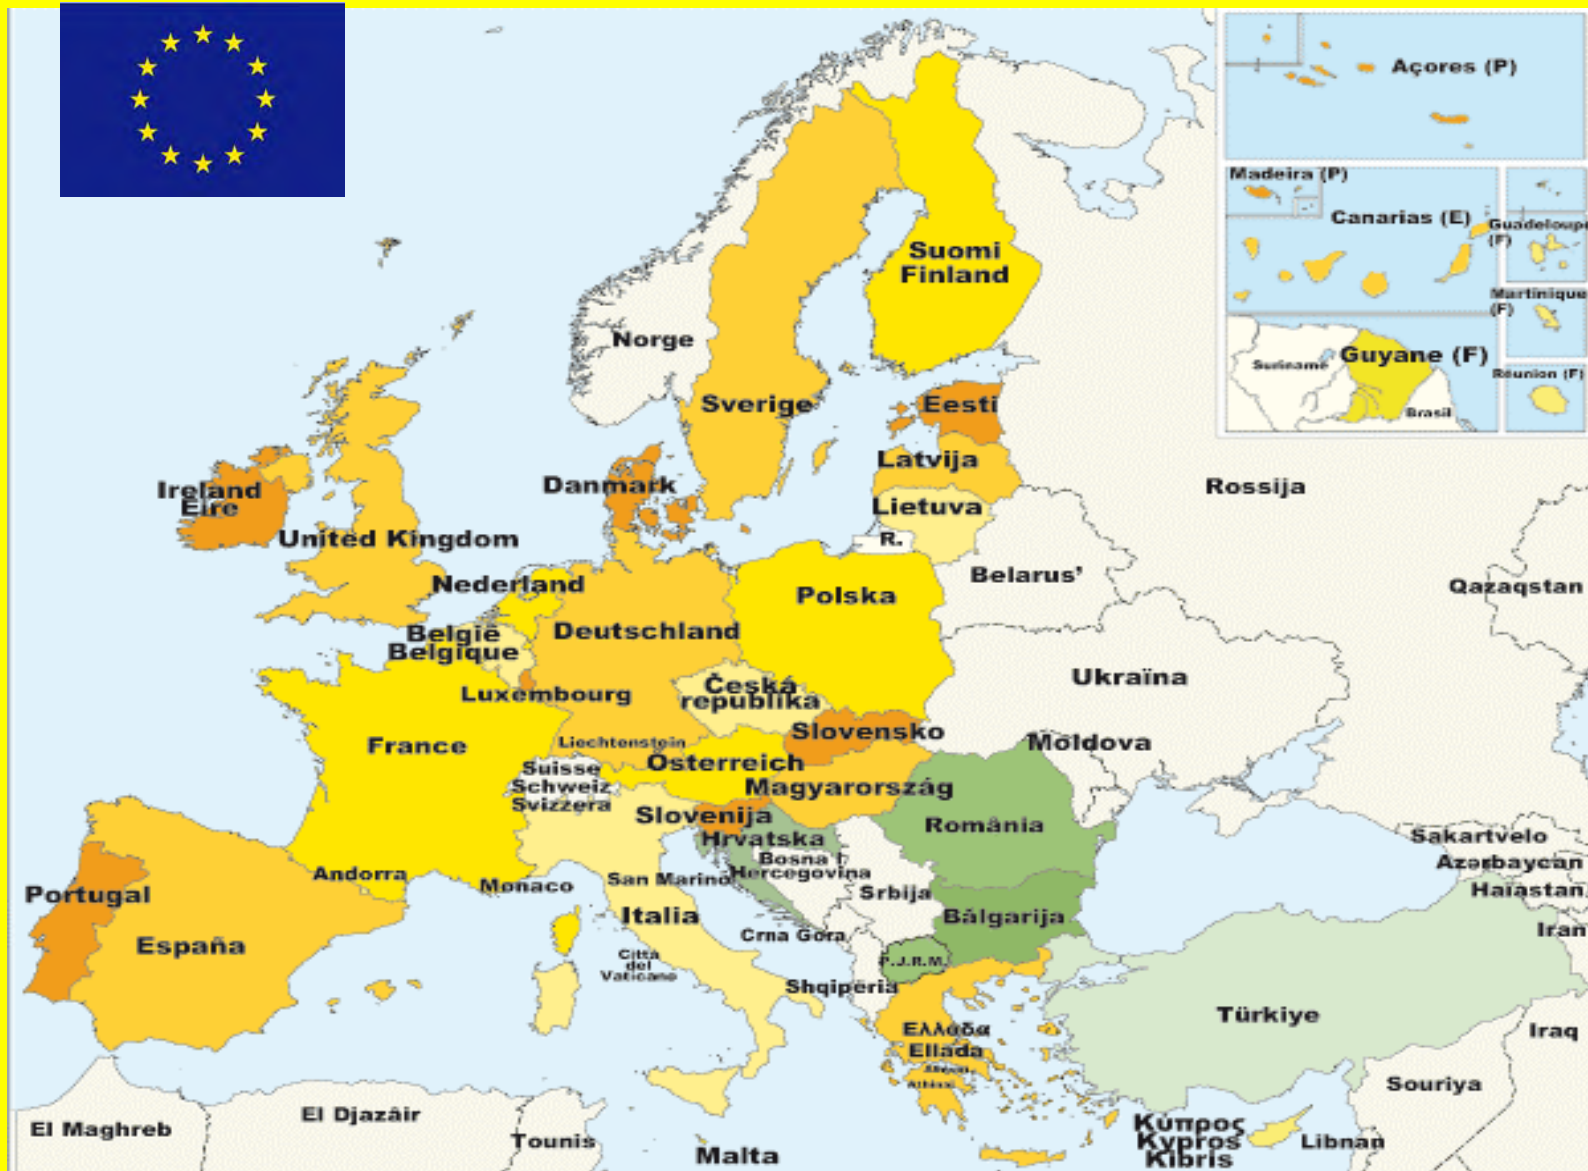 Açores (P)
Madeira (P)
Canarias (E)
Guadeloupe
(F)
Martinique
(F)
Guyane (F)
Suriname
Brasil
Réunion (F)
Suomi
Finland
Norge
Sverige
Eesti
Latvija
Lietuva
R.
Danmark
Ireland
Éire
United Kingdom
Rossija
Belarus’
Qazaqstan
Nederland
Polska
België
Belgique
Deutschland
Luxembourg
Česká
republika
Ukraïna
Slovensko
Moldova
France
Liechtenstein
Österreich
Suisse
Schweiz
Svizzera
Magyarország
Slovenija
Hrvatska
România
Sakartvelo
Azərbaycan
Haïastan
Iran
Bosna i
Hercegovina
Srbija
Andorra
Monaco
San Marino
Portugal
España
Italia
Bălgarija
Crna Gora
Città
del
Vaticano
P.J.R.M.
Shqipëria
Türkiye
Iraq
Ελλάδα
Ellada
Souriya
El Maghreb
El Djazâir
Tounis
Malta
Κύπρος
Kypros
Kibris
Libnan